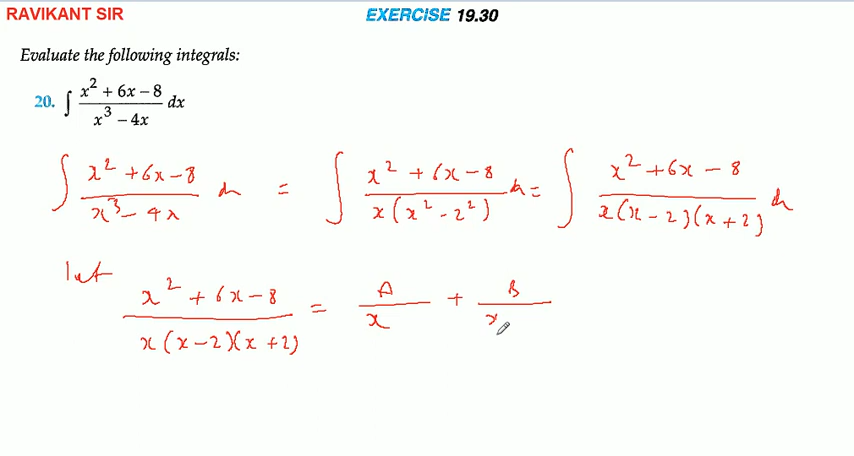 RAVIKANT SIR
EXERCISE 19.30
Evaluate the following integrals:
20. ∫ (x² + 6x – 8)/(x³ – 4x) dx
∫ (x² + 6x – 8)/(x³ – 4x) dx = ∫ (x² + 6x – 8)/(x(x² – 2²)) dx = ∫ (x² + 6x – 8)/(x(x – 2)(x + 2)) dx
let
(x² + 6x – 8)/(x(x – 2)(x + 2)) = A/x + B/x